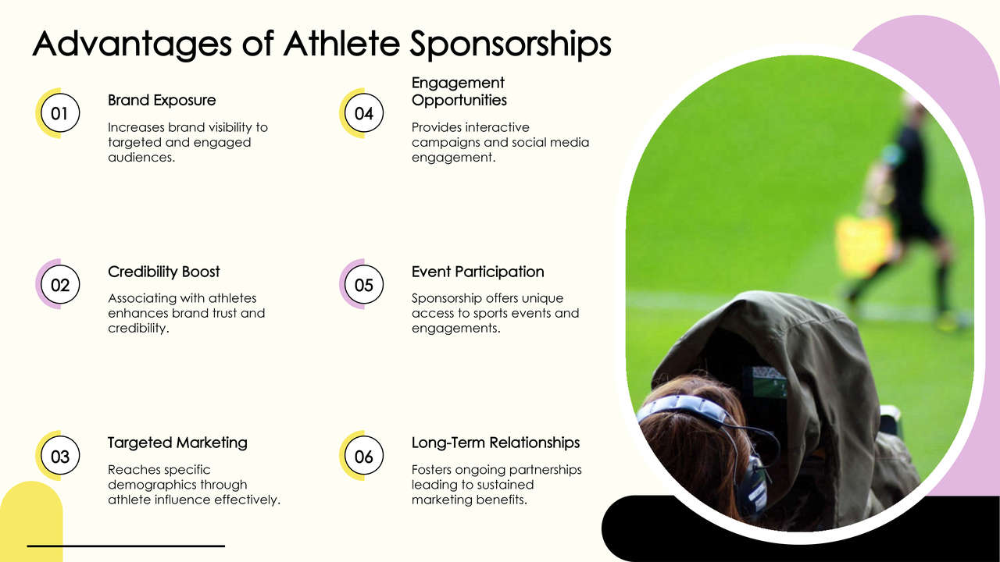 Advantages of Athlete Sponsorships
01
Brand Exposure
Increases brand visibility to
targeted and engaged
audiences.
02
Credibility Boost
Associating with athletes
enhances brand trust and
credibility.
03
Targeted Marketing
Reaches specific
demographics through
athlete influence effectively.
04
Engagement
Opportunities
Provides interactive
campaigns and social media
engagement.
05
Event Participation
Sponsorship offers unique
access to sports events and
engagements.
06
Long-Term Relationships
Fosters ongoing partnerships
leading to sustained
marketing benefits.